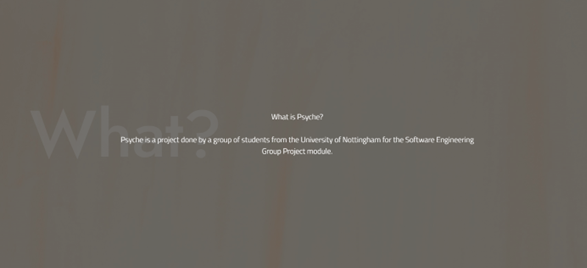 What?
What is Psyche?
Psyche is a project done by a group of students from the University of Nottingham for the Software Engineering
Group Project module.